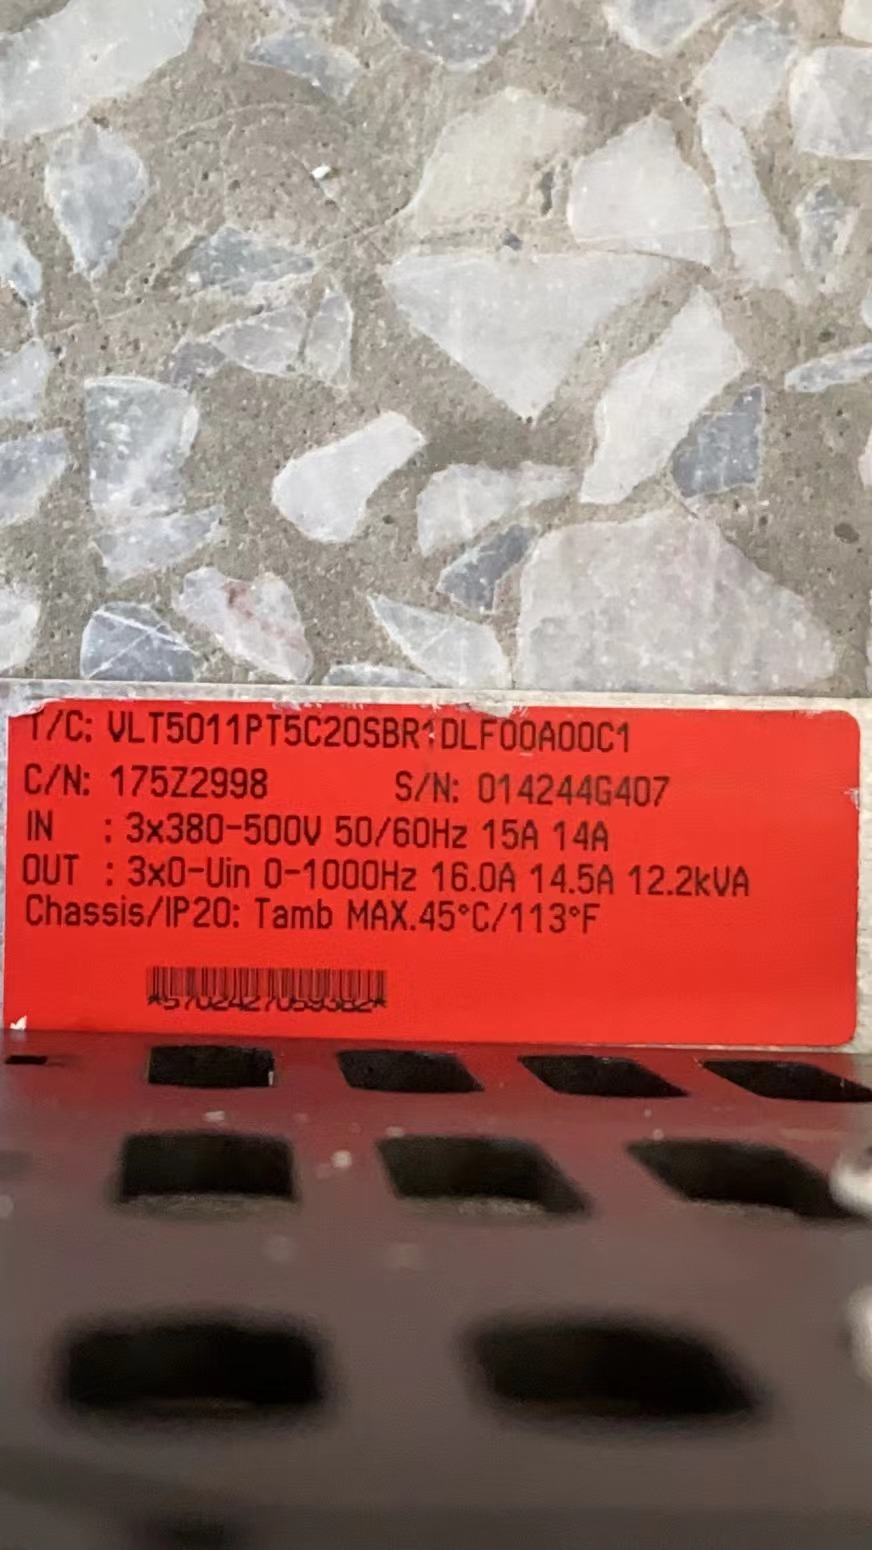 T/C: VLT5011PT5C20SBR1DLF00A00C1
C/N: 175Z2998 S/N: 014244G407
IN : 3x380-500V 50/60Hz 15A 14A
OUT : 3x0-Uin 0-1000Hz 16.0A 14.5A 12.2kVA
Chassis/IP20: Tamb MAX.45°C/113°F
*5702427059382*